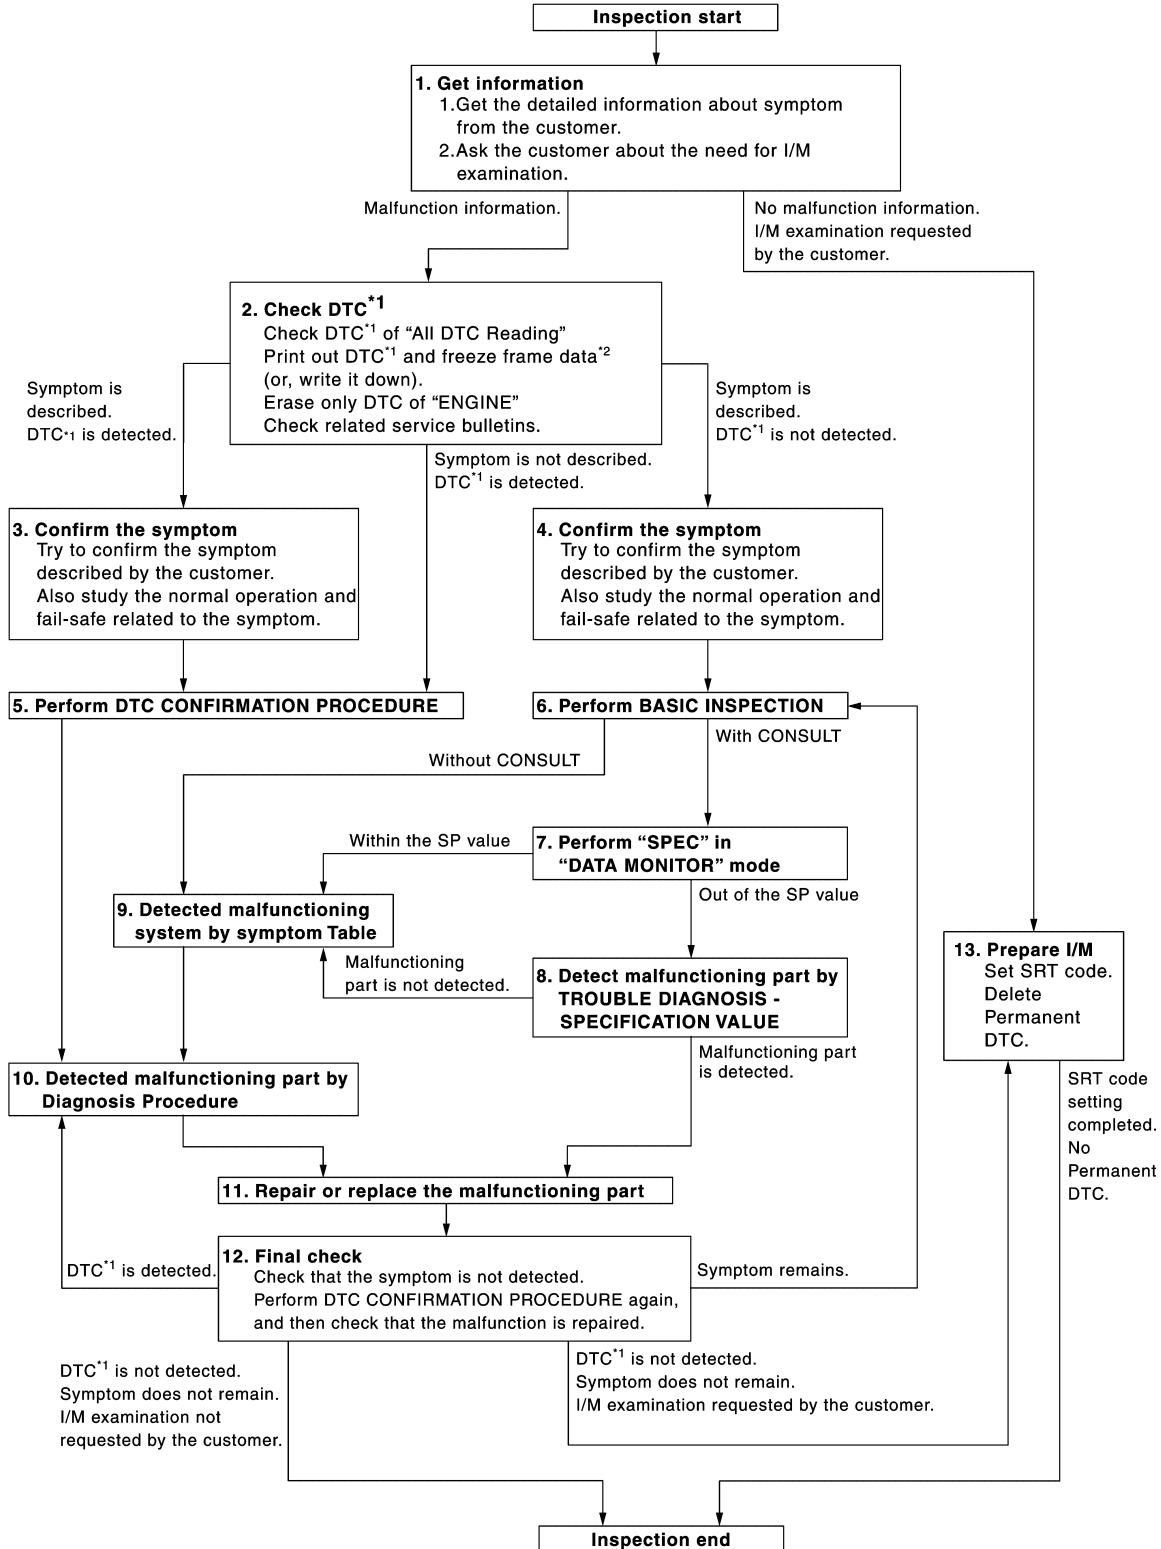 Inspection start
1. Get information
1.Get the detailed information about symptom
from the customer.
2.Ask the customer about the need for I/M
examination.
Malfunction information.
No malfunction information.
I/M examination requested
by the customer.
2. Check DTC*1
Check DTC*1 of “All DTC Reading”
Print out DTC*1 and freeze frame data*2
(or, write it down).
Erase only DTC of “ENGINE”
Check related service bulletins.
Symptom is
described.
DTC*1 is detected.
Symptom is
described.
DTC*1 is not detected.
Symptom is not described.
DTC*1 is detected.
3. Confirm the symptom
Try to confirm the symptom
described by the customer.
Also study the normal operation and
fail-safe related to the symptom.
4. Confirm the symptom
Try to confirm the symptom
described by the customer.
Also study the normal operation and
fail-safe related to the symptom.
5. Perform DTC CONFIRMATION PROCEDURE
6. Perform BASIC INSPECTION
Without CONSULT
With CONSULT
Within the SP value
7. Perform “SPEC” in
“DATA MONITOR” mode
Out of the SP value
9. Detected malfunctioning
system by symptom Table
Malfunctioning
part is not detected.
8. Detect malfunctioning part by
TROUBLE DIAGNOSIS -
SPECIFICATION VALUE
13. Prepare I/M
Set SRT code.
Delete
Permanent
DTC.
Malfunctioning part
is detected.
10. Detected malfunctioning part by
Diagnosis Procedure
SRT code
setting
completed.
No
Permanent
DTC.
11. Repair or replace the malfunctioning part
12. Final check
Check that the symptom is not detected.
Perform DTC CONFIRMATION PROCEDURE again,
and then check that the malfunction is repaired.
DTC*1 is detected.
Symptom remains.
DTC*1 is not detected.
Symptom does not remain.
I/M examination not
requested by the customer.
DTC*1 is not detected.
Symptom does not remain.
I/M examination requested by the customer.
Inspection end